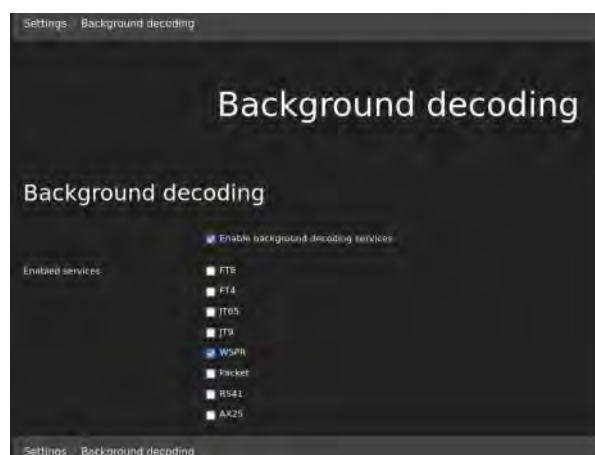 Settings Background decoding
Background decoding
Background decoding
Enable background decoding services
Enabled services
FT8
FT4
JT65
JT9
WSPR
Packet
RS41
AX25
Settings Background decoding